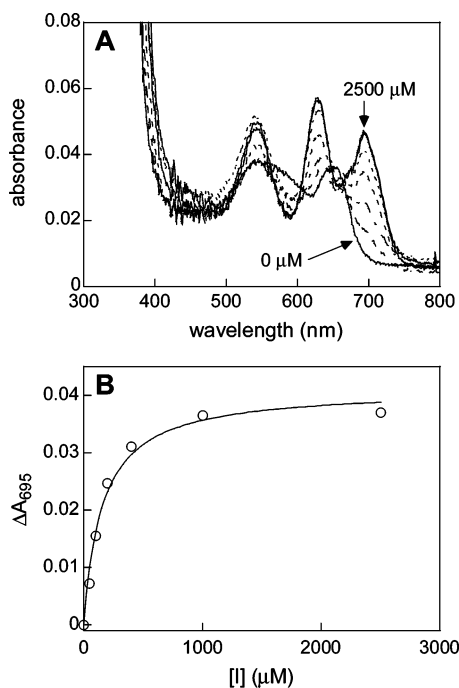 A
0.08
0.06
0.04
0.02
0
absorbance
2500 μM
0 μM
300 400 500 600 700 800
wavelength (nm)
B
0.04
0.03
0.02
0.01
0
ΔA695
0 1000 2000 3000
[I] (μM)